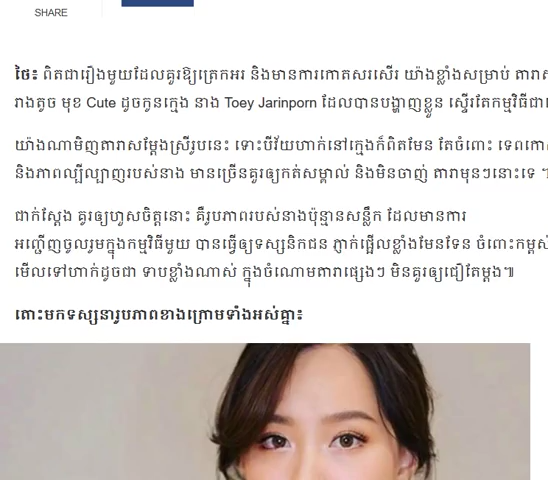 SHARE
ថៃ៖ ពិតជារឿងមួយដែលគួរឱ្យត្រេកអរ និងមានការកោតសរសើរ យ៉ាងខ្លាំងសម្រាប់ តារាស
រាងតូច មុខ Cute ដូចកូនក្មេង នាង Toey Jarinporn ដែលបានបង្ហាញខ្លួន ស្ទើរតែកម្មវិធីជា
យ៉ាងណាមិញតារាសម្ដែងស្រីរូបនេះ ទោះបីវ័យហាក់នៅក្មេងក៏ពិតមែន តែចំពោះ ទេពកោ
និងភាពល្បីល្បាញរបស់នាង មានច្រើនគួរឲ្យកត់សម្គាល់ និងមិនចាញ់ តារាមុនៗនោះទេ ។
ជាក់ស្ដែង គួរឲ្យហួសចិត្តនោះ គឺរូបភាពរបស់នាងប៉ុន្មានសន្លឹក ដែលមានការ
អញ្ជើញចូលរួមក្នុងកម្មវិធីមួយ បានធ្វើឲ្យទស្សនិកជន ភ្ញាក់ផ្អើលខ្លាំងមែនទែន ចំពោះកម្ពស់
មើលទៅហាក់ដូចជា ទាបខ្លាំងណាស់ ក្នុងចំណោមតារាផ្សេងៗ មិនគួរឲ្យជឿតែម្ដង៕
តោះមកទស្សនារូបភាពខាងក្រោមទាំងអស់គ្នា៖